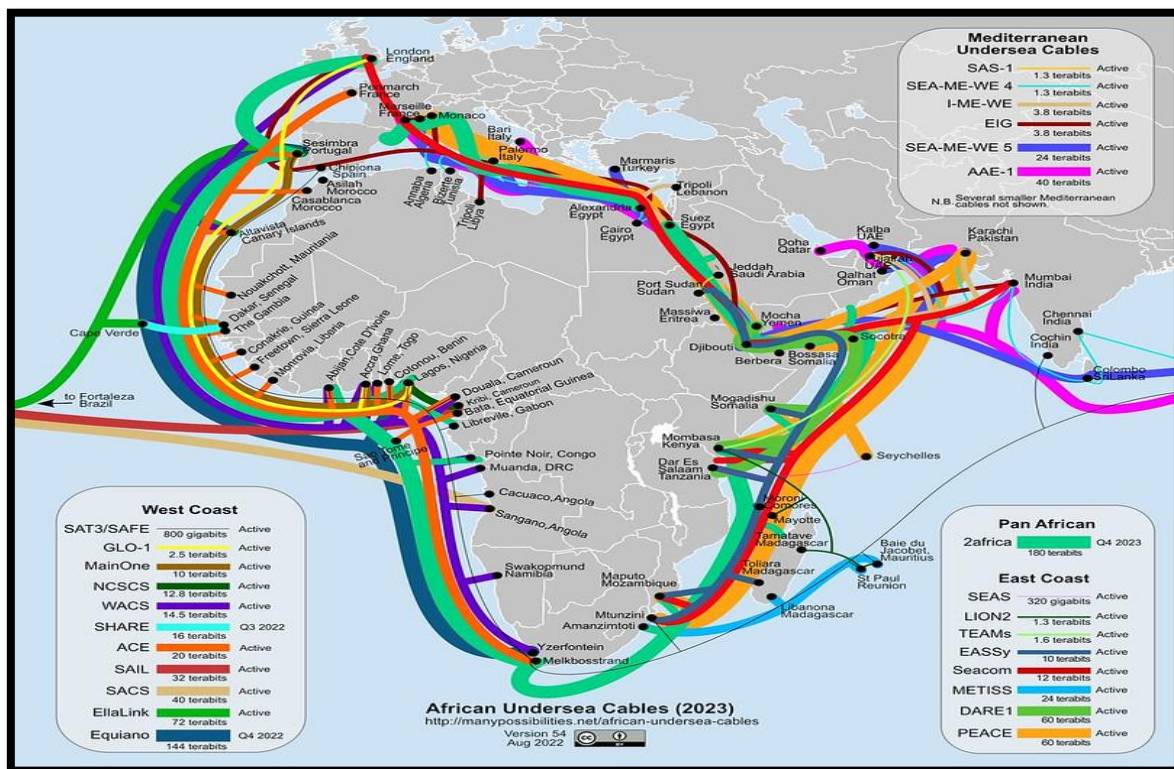 London
England
Penmarch
France
Marseille
France
Monaco
Bari
Italy
Palermo
Italy
Sesimbra
Portugal
Chipiona
Spain
Asilah
Morocco
Casablanca
Morocco
Annaba
Algeria
Bizerte
Tunisia
Tripoli
Libya
Marmaris
Turkey
Tripoli
Lebanon
Alexandria
Egypt
Cairo
Egypt
Suez
Egypt
Altavista
Canary Islands
Nouakchott, Mauritania
Dakar, Senegal
The Gambia
Cape Verde
Conakrie, Guinea
Freetown, Sierra Leone
Monrovia, Liberia
Abijan Cote D'Ivoire
Accra Ghana
Lome, Togo
Cotonou, Benin
Lagos, Nigeria
Douala, Cameroun
Kribi, Cameroun
Bata, Equatorial Guinea
Libreville, Gabon
Sao Tome
and Principe
Pointe Noir, Congo
Muanda, DRC
Cacuaco,Angola
Sangano,Angola
Swakopmund
Namibia
Yzerfontein
Melkbosstrand
to Fortaleza
Brazil
Doha
Qatar
Kalba
UAE
UAE
Qalhat
Oman
Karachi
Pakistan
Mumbai
India
Chennai
India
Cochin
India
Colombo
SriLanka
Jeddah
Saudi Arabia
Port Sudan
Sudan
Massiwa
Eritrea
Mocha
Yemen
Djibouti
Berbera
Bossasa
Somalia
Socotra
Mogadishu
Somalia
Mombasa
Kenya
Dar Es
Salaam
Tanzania
Seychelles
Moroni
Comores
Mayotte
Tamatave
Madagascar
Toliara
Madagascar
Baie du
Jacobet,
Mauritius
St Paul
Reunion
Libanona
Madagascar
Maputo
Mozambique
Mtunzini
Amanzimtoti
Mediterranean
Undersea Cables
SAS-1 Active
1.3 terabits
SEA-ME-WE 4 Active
1.3 terabits
I-ME-WE Active
3.8 terabits
EIG Active
3.8 terabits
SEA-ME-WE 5 Active
24 terabits
AAE-1 Active
40 terabits
N.B. Several smaller Mediterranean
cables not shown.
West Coast
SAT3/SAFE Active
800 gigabits
GLO-1 Active
2.5 terabits
MainOne Active
10 terabits
NCSCS Active
12.8 terabits
WACS Active
14.5 terabits
SHARE Q3 2022
16 terabits
ACE Active
20 terabits
SAIL Active
32 terabits
SACS Active
40 terabits
EllaLink Active
72 terabits
Equiano Q4 2022
144 terabits
Pan African
2africa Q4 2023
180 terabits
East Coast
SEAS Active
320 gigabits
LION2 Active
1.3 terabits
TEAMs Active
1.6 terabits
EASSy Active
10 terabits
Seacom Active
12 terabits
METISS Active
24 terabits
DARE1 Active
60 terabits
PEACE Active
60 terabits
African Undersea Cables (2023)
http://manypossibilities.net/african-undersea-cables
Version 54
Aug 2022
cc
BY